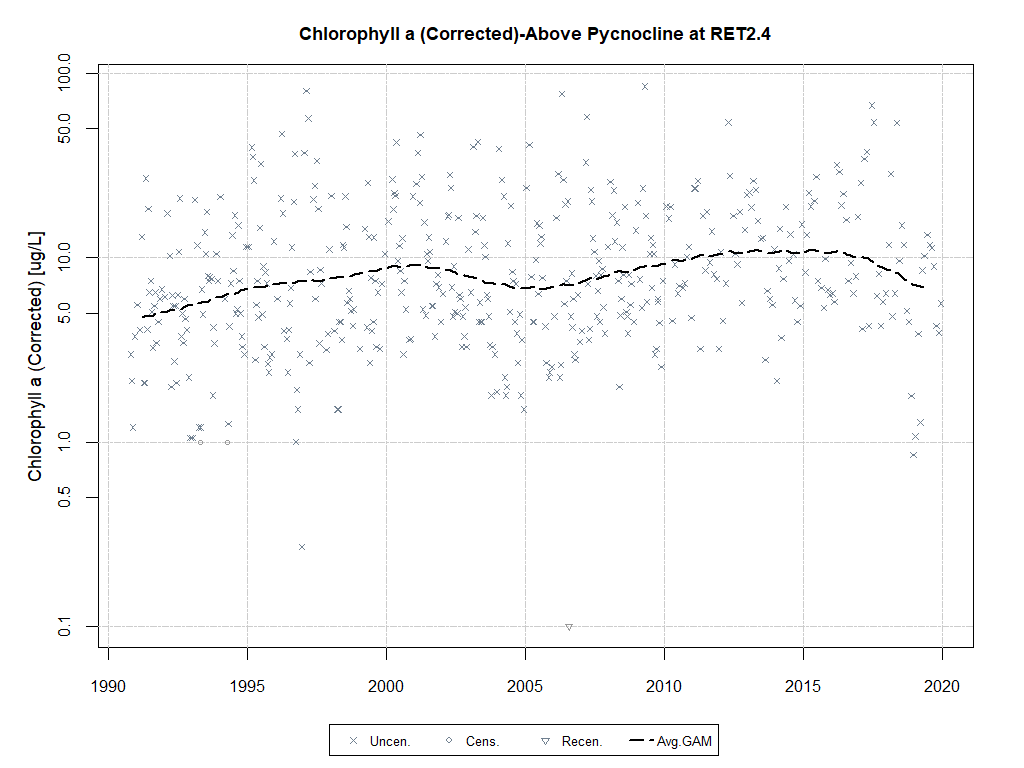 Chlorophyll a (Corrected)-Above Pycnocline at RET2.4
Chlorophyll a (Corrected) [ug/L]
100.0
50.0
10.0
5.0
1.0
0.5
0.1
1990 1995 2000 2005 2010 2015 2020
Uncen. Cens. Recen. Avg.GAM